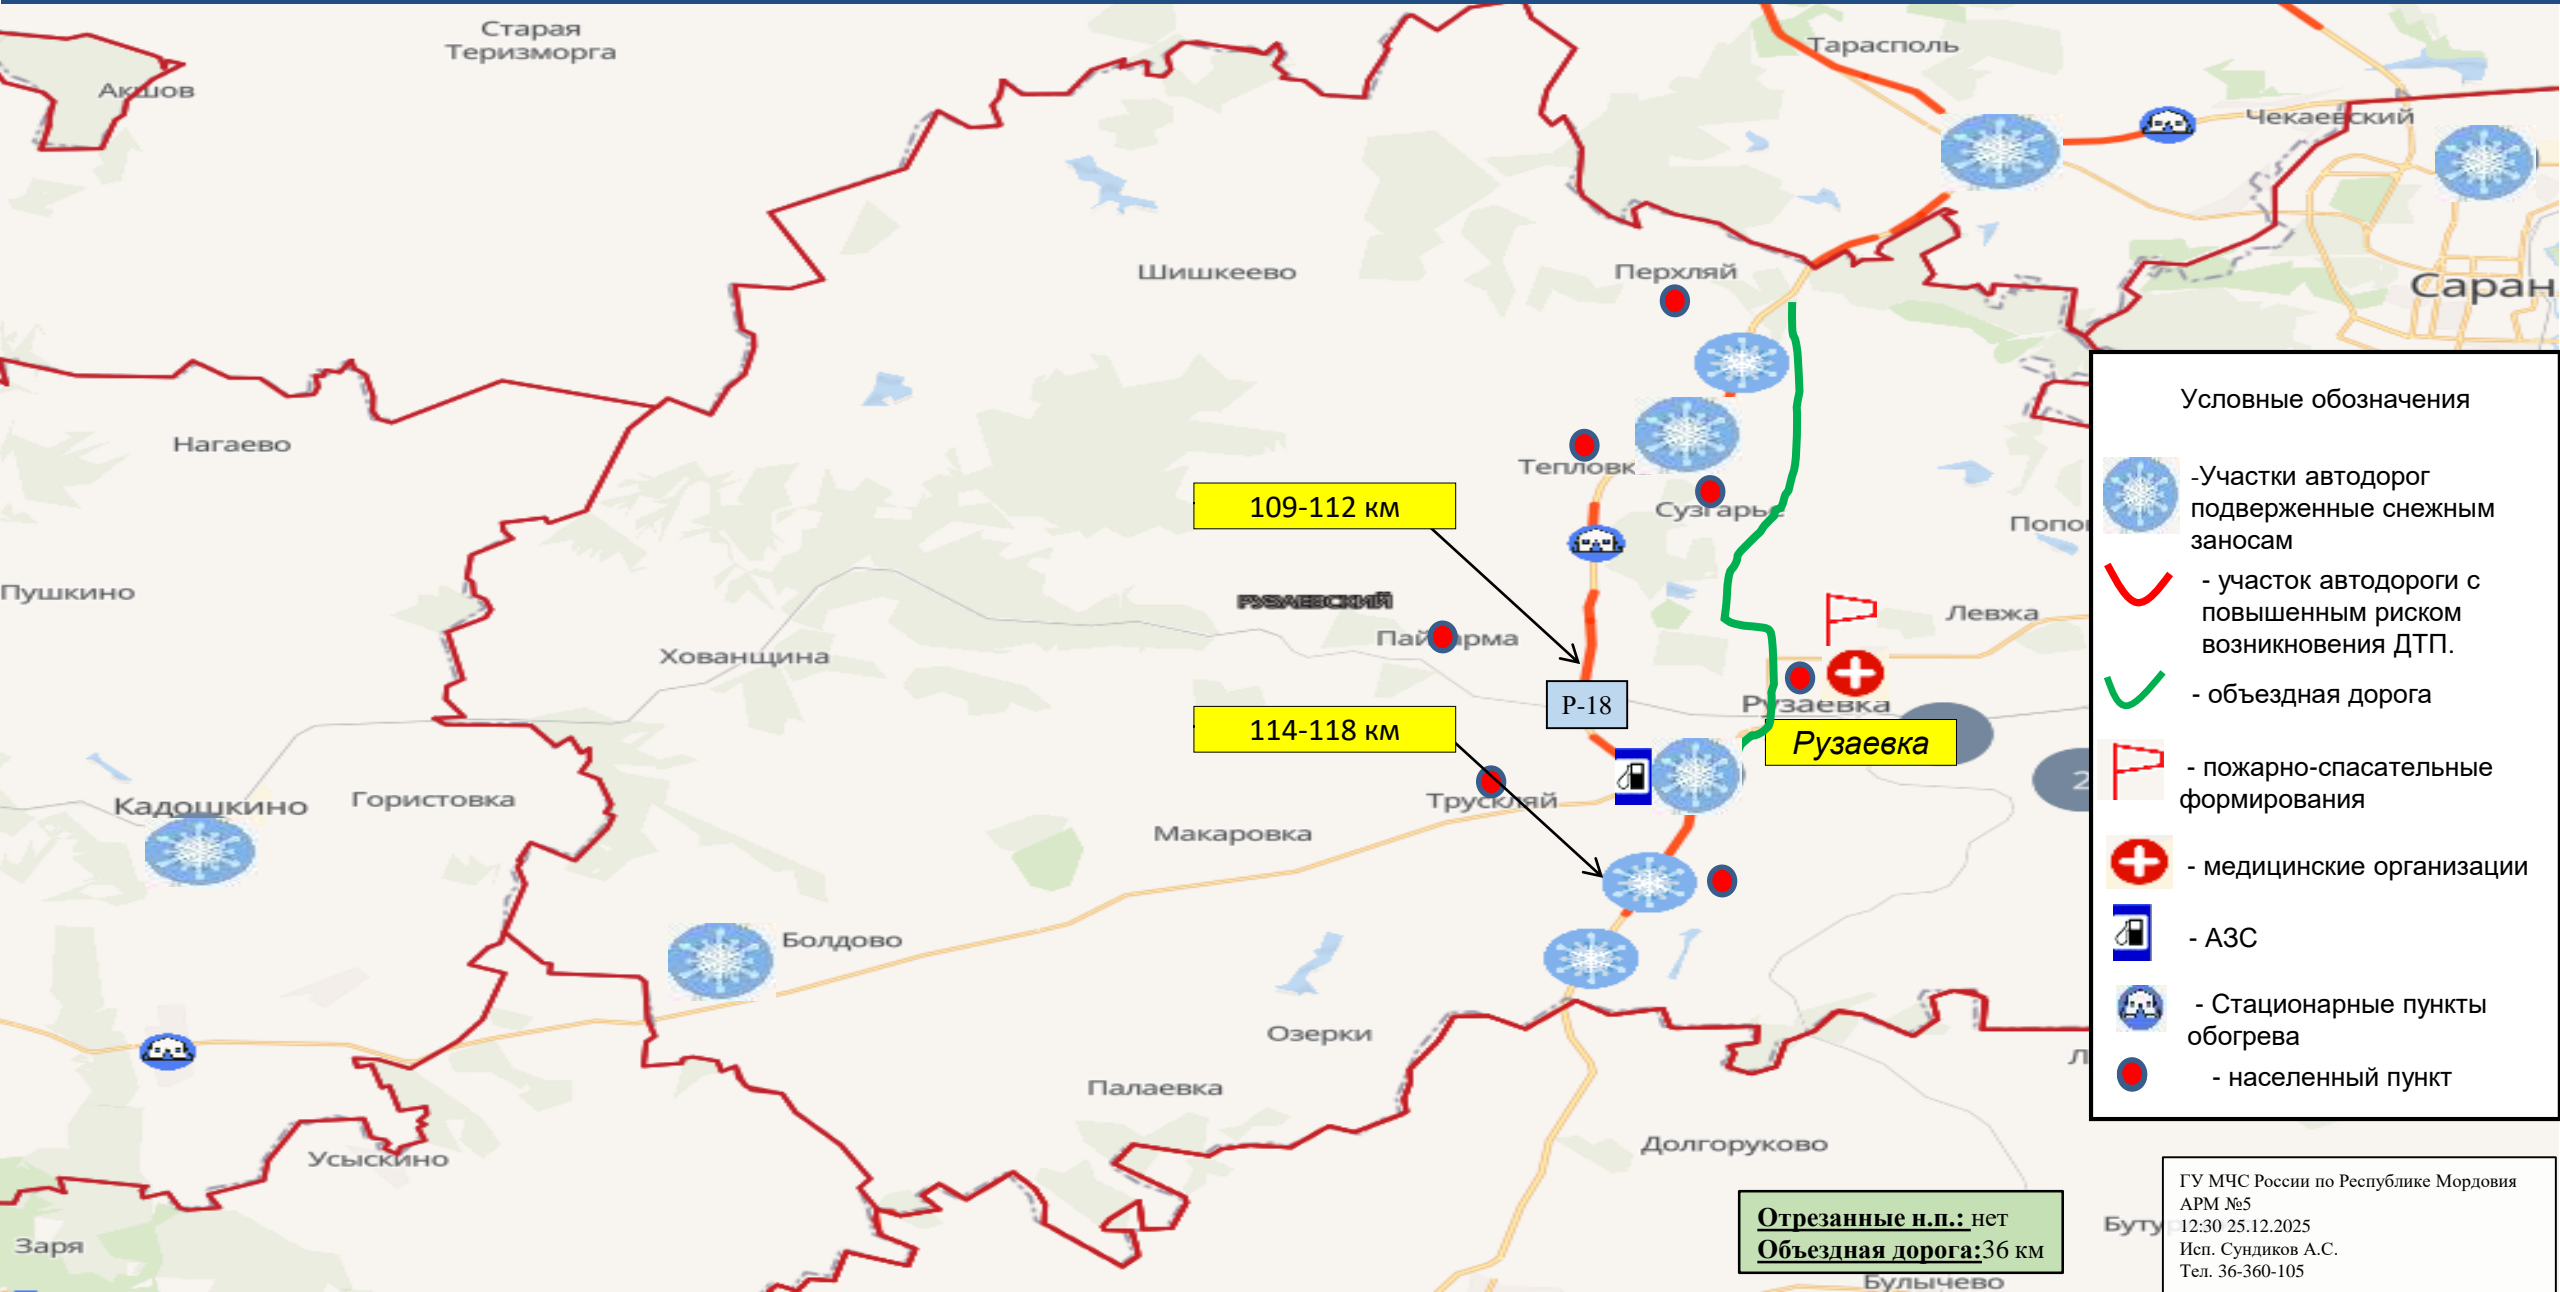 Старая
Теризморга
Акшов
Тарасполь
Чекаевский
Шишкеево
Перхляй
Саран
Нагаево
Тепловк
Сузгарье
Попо
109-112 км
Пушкино
РУЗАЕВСКИЙ
Пай рма
Левжа
Хованщина
Р-18
Рузаевка
114-118 км
Рузаевка
2
Кадошкино
Гористовка
Трускляй
Макаровка
Болдово
Озерки
Палаевка
Усыскино
Долгоруково
Заря
Буту
Булычево
Условные обозначения
-Участки автодорог
подверженные снежным
заносам
- участок автодороги с
повышенным риском
возникновения ДТП.
- объездная дорога
- пожарно-спасательные
формирования
- медицинские организации
- АЗС
- Стационарные пункты
обогрева
- населенный пункт
Л
Отрезанные н.п.: нет
Объездная дорога:36 км
ГУ МЧС России по Республике Мордовия
АРМ №5
12:30 25.12.2025
Исп. Сундиков А.С.
Тел. 36-360-105